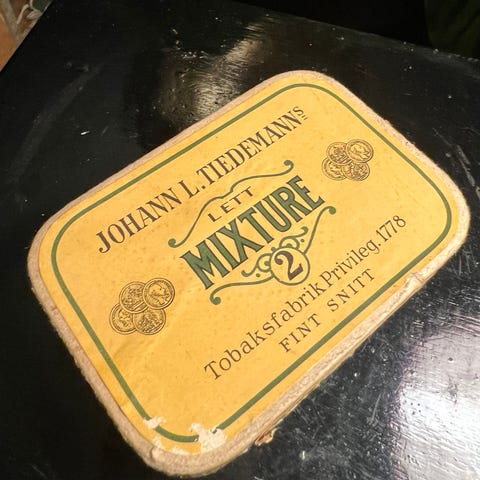 JOHANN L. TIEDEMANNS
LETT
MIXTURE
2
Tobaksfabrik Privileg. 1778
FINT SNITT